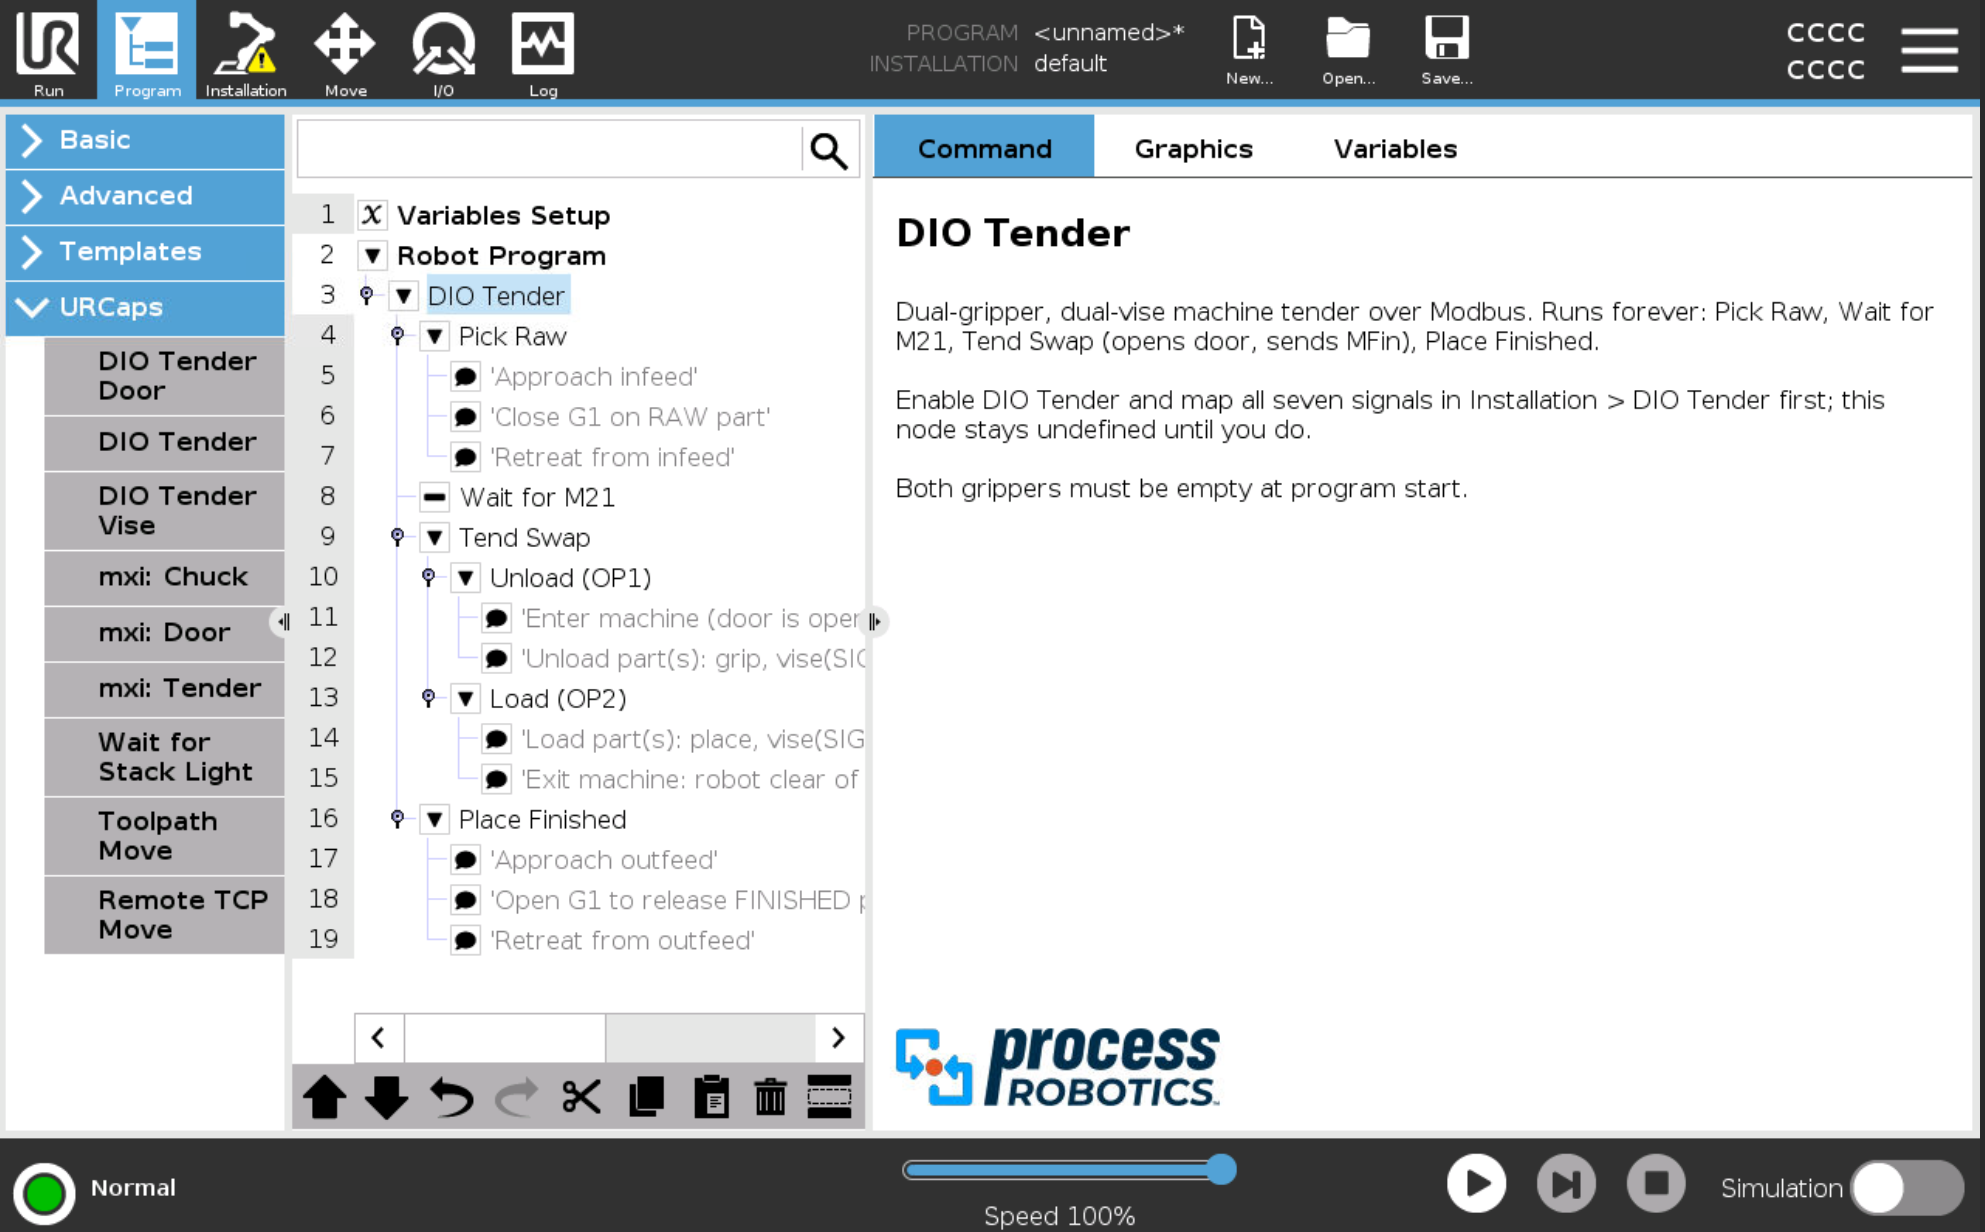 PROGRAM <unnamed>*
INSTALLATION default
New...
Open...
Save...
CCCC
CCCC
Run
Program
Installation
Move
I/O
Log
Basic
Advanced
Templates
URCaps
DIO Tender
Door
DIO Tender
DIO Tender
Vise
mxi: Chuck
mxi: Door
mxi: Tender
Wait for
Stack Light
Toolpath
Move
Remote TCP
Move
1 X Variables Setup
2 Robot Program
3 DIO Tender
4 Pick Raw
5 'Approach infeed'
6 'Close G1 on RAW part'
7 'Retreat from infeed'
8 Wait for M21
9 Tend Swap
10 Unload (OP1)
11 'Enter machine (door is open
12 'Unload part(s): grip, vise(SIG
13 Load (OP2)
14 'Load part(s): place, vise(SIG
15 'Exit machine: robot clear of
16 Place Finished
17 'Approach outfeed'
18 'Open G1 to release FINISHED p
19 'Retreat from outfeed'
Command
Graphics
Variables
DIO Tender
Dual-gripper, dual-vise machine tender over Modbus. Runs forever: Pick Raw, Wait for
M21, Tend Swap (opens door, sends MFin), Place Finished.
Enable DIO Tender and map all seven signals in Installation > DIO Tender first; this
node stays undefined until you do.
Both grippers must be empty at program start.
process
ROBOTICS
Normal
Speed 100%
Simulation